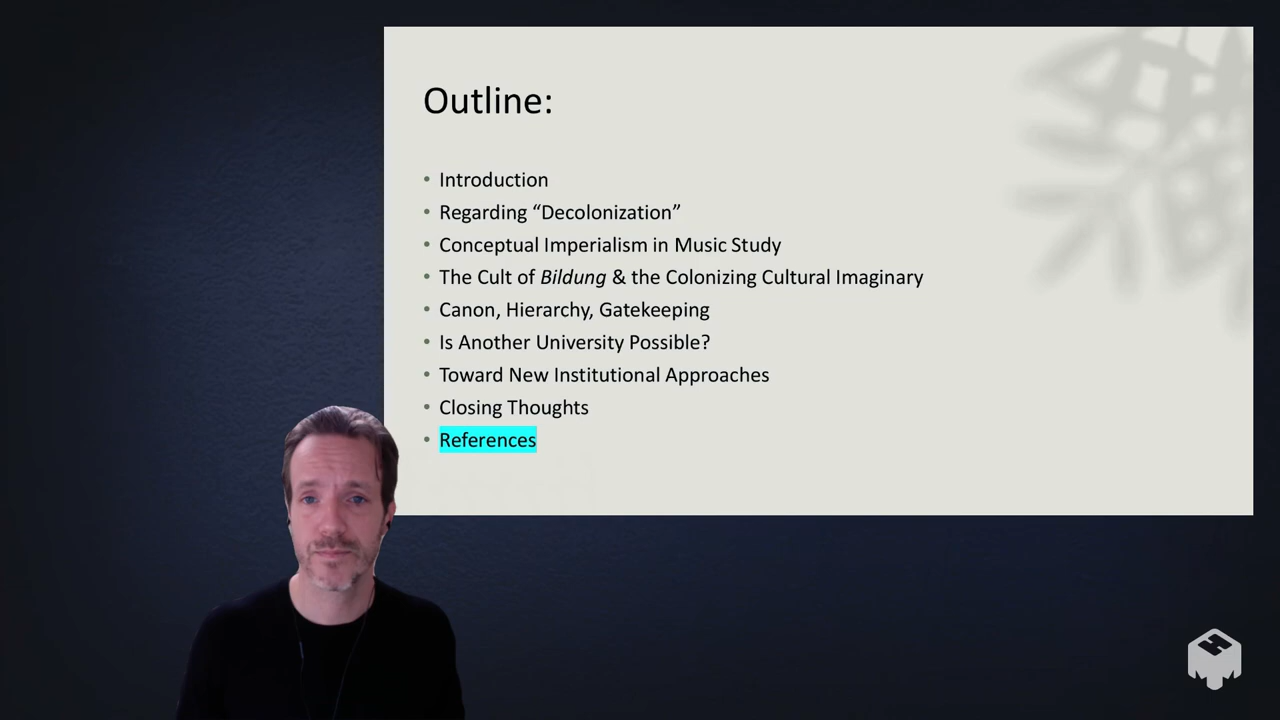 Outline:
• Introduction
• Regarding “Decolonization”
• Conceptual Imperialism in Music Study
• The Cult of Bildung & the Colonizing Cultural Imaginary
• Canon, Hierarchy, Gatekeeping
• Is Another University Possible?
• Toward New Institutional Approaches
• Closing Thoughts
• References